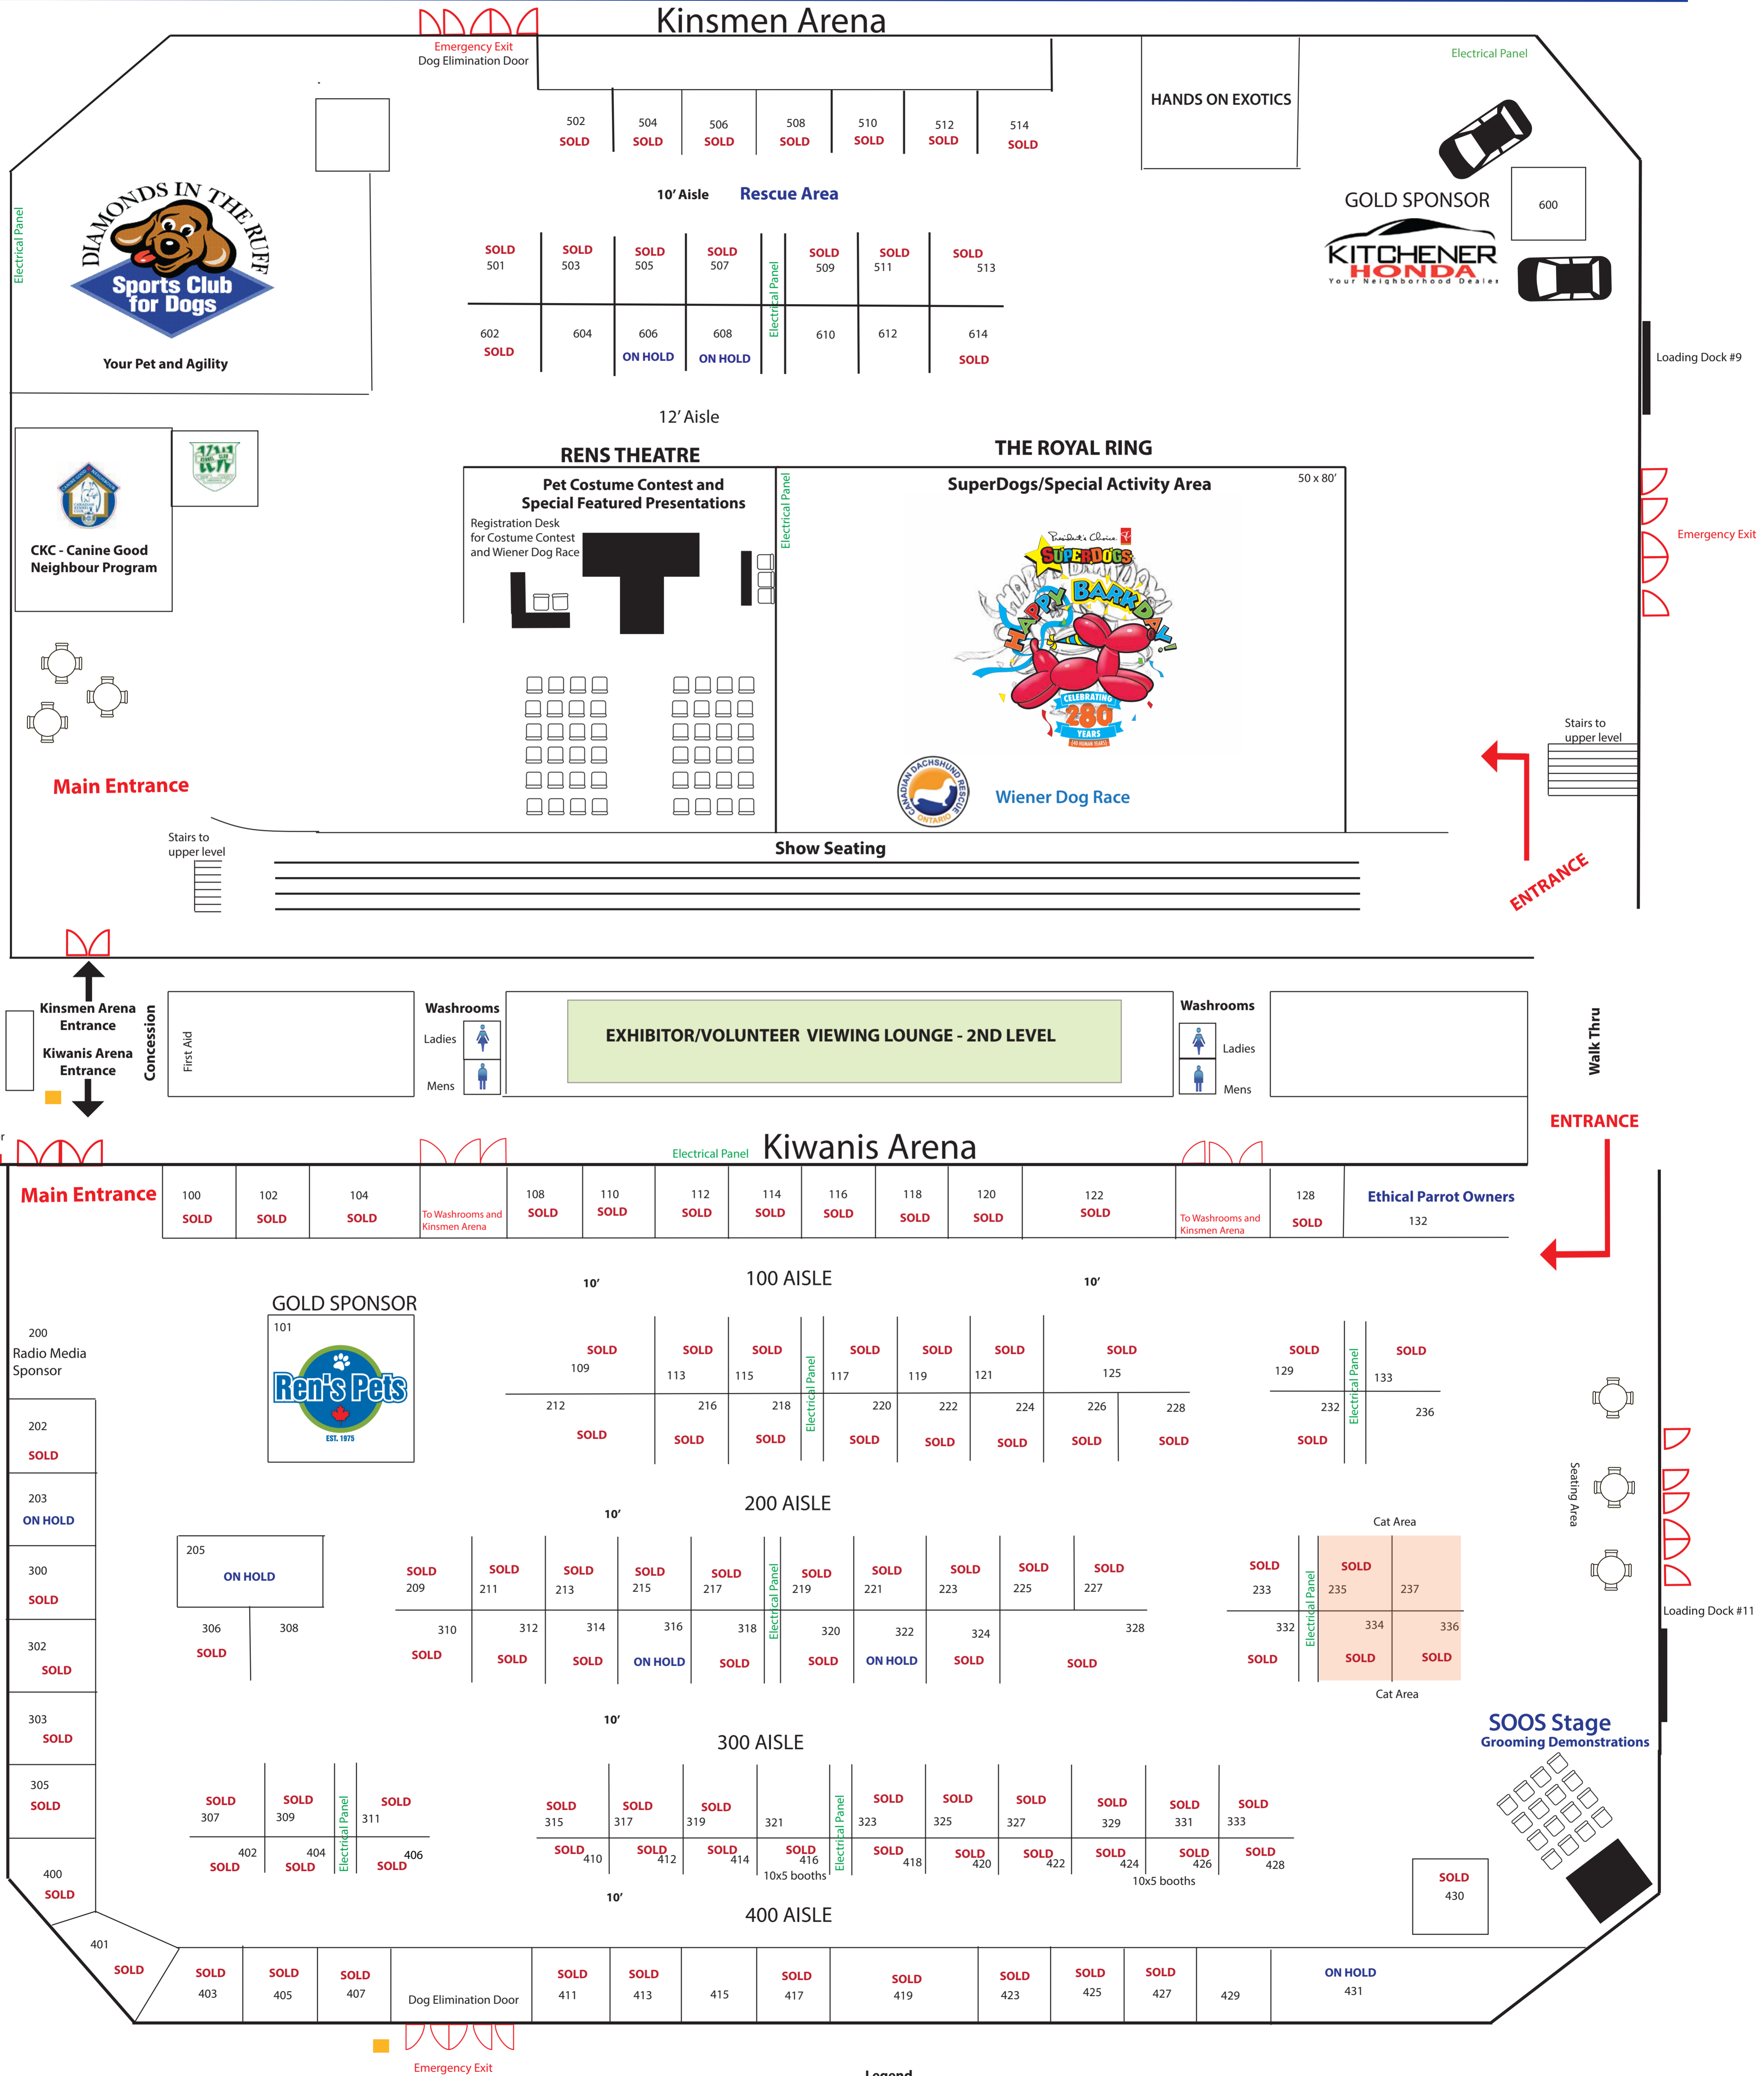 Kinsmen Arena
Emergency Exit
Dog Elimination Door
Electrical Panel
HANDS ON EXOTICS
502 504 506 508 510 512 514
SOLD SOLD SOLD SOLD SOLD SOLD SOLD
10’ Aisle Rescue Area
GOLD SPONSOR
600
KITCHENER
HONDA
Your Neighborhood Dealer
DIAMONDS IN THE RUFF
Sports Club
for Dogs
Your Pet and Agility
Electrical Panel
SOLD SOLD SOLD SOLD SOLD SOLD SOLD
501 503 505 507 509 511 513
Electrical Panel
602 604 606 608 610 612 614
SOLD ON HOLD ON HOLD SOLD
Loading Dock #9
12’ Aisle
RENS THEATRE
THE ROYAL RING
Pet Costume Contest and
Special Featured Presentations
Registration Desk
for Costume Contest
and Wiener Dog Race
Electrical Panel
SuperDogs/Special Activity Area
50 x 80’
President's Choice
SUPERDOGS
HAPPY BARKDAY!
CELEBRATING
280
YEARS
CKC - Canine Good
Neighbour Program
Emergency Exit
Stairs to
upper level
Main Entrance
CANADIAN DACHSHUND RESCUE
ONTARIO
Wiener Dog Race
Stairs to
upper level
Show Seating
ENTRANCE
Kinsmen Arena
Entrance
Kiwanis Arena
Entrance
Concession
First Aid
Washrooms
Ladies
Mens
EXHIBITOR/VOLUNTEER VIEWING LOUNGE - 2ND LEVEL
Washrooms
Ladies
Mens
Walk Thru
ENTRANCE
r
Electrical Panel
Kiwanis Arena
Main Entrance
100 102 104 108 110 112 114 116 118 120 122 128
SOLD SOLD SOLD SOLD SOLD SOLD SOLD SOLD SOLD SOLD SOLD SOLD
To Washrooms and
Kinsmen Arena
To Washrooms and
Kinsmen Arena
Ethical Parrot Owners
132
10’ 100 AISLE 10’
GOLD SPONSOR
101
Ren's Pets
EST. 1975
200
Radio Media
Sponsor
SOLD SOLD SOLD SOLD SOLD SOLD SOLD SOLD SOLD
109 113 115 117 119 121 125 129 133
Electrical Panel
Electrical Panel
212 216 218 220 222 224 226 228 232 236
SOLD SOLD SOLD SOLD SOLD SOLD SOLD SOLD SOLD
202
SOLD
203
ON HOLD
300
SOLD
302
SOLD
303
SOLD
305
SOLD
400
SOLD
401
SOLD
Seating Area
10’ 200 AISLE
Cat Area
205
ON HOLD
306 308
SOLD
SOLD SOLD SOLD SOLD SOLD SOLD SOLD SOLD SOLD SOLD SOLD SOLD
209 211 213 215 217 219 221 223 225 227 233 235 237
Electrical Panel
Electrical Panel
310 312 314 316 318 320 322 324 328 332 334 336
SOLD SOLD SOLD ON HOLD SOLD SOLD ON HOLD SOLD SOLD SOLD SOLD SOLD
Cat Area
Loading Dock #11
10’
300 AISLE
SOOS Stage
Grooming Demonstrations
SOLD SOLD SOLD SOLD SOLD SOLD SOLD SOLD SOLD SOLD SOLD SOLD
307 309 311 315 317 319 321 323 325 327 329 331 333
Electrical Panel
Electrical Panel
402 404 406 410 412 414 416 418 420 422 424 426 428
SOLD SOLD SOLD SOLD SOLD SOLD SOLD SOLD SOLD SOLD SOLD SOLD SOLD
10x5 booths
10x5 booths
SOLD
430
10’
400 AISLE
SOLD SOLD SOLD SOLD SOLD SOLD SOLD SOLD SOLD SOLD ON HOLD
403 405 407 411 413 415 417 419 423 425 427 429 431
Dog Elimination Door
Emergency Exit
Legend